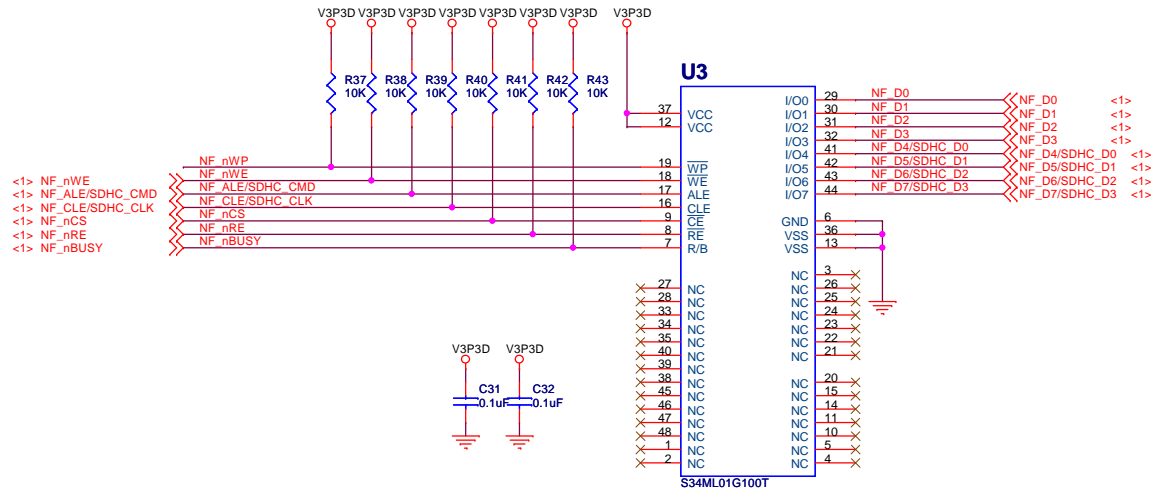 V3P3D V3P3D V3P3D V3P3D V3P3D V3P3D V3P3D V3P3D
R37 R38 R39 R40 R41 R42 R43
10K 10K 10K 10K 10K 10K 10K
U3
37 VCC
12 VCC
NF_nWP 19 WP
<1> NF_nWE NF_nWE 18 WE
<1> NF_ALE/SDHC_CMD NF_ALE/SDHC_CMD 17 ALE
<1> NF_CLE/SDHC_CLK NF_CLE/SDHC_CLK 16 CLE
<1> NF_nCS NF_nCS 9 CE
<1> NF_nRE NF_nRE 8 RE
<1> NF_nBUSY NF_nBUSY 7 R/B
I/O0 29 NF_D0 NF_D0 <1>
I/O1 30 NF_D1 NF_D1 <1>
I/O2 31 NF_D2 NF_D2 <1>
I/O3 32 NF_D3 NF_D3 <1>
I/O4 41 NF_D4/SDHC_D0 NF_D4/SDHC_D0 <1>
I/O5 42 NF_D5/SDHC_D1 NF_D5/SDHC_D1 <1>
I/O6 43 NF_D6/SDHC_D2 NF_D6/SDHC_D2 <1>
I/O7 44 NF_D7/SDHC_D3 NF_D7/SDHC_D3 <1>
GND 6
VSS 36
VSS 13
27 NC
28 NC
33 NC
34 NC
35 NC
40 NC
39 NC
38 NC
45 NC
46 NC
47 NC
48 NC
1 NC
2 NC
NC 3
NC 26
NC 25
NC 24
NC 23
NC 22
NC 21
NC 20
NC 15
NC 14
NC 11
NC 10
NC 5
NC 4
V3P3D V3P3D
C31 C32
0.1uF 0.1uF
S34ML01G100T